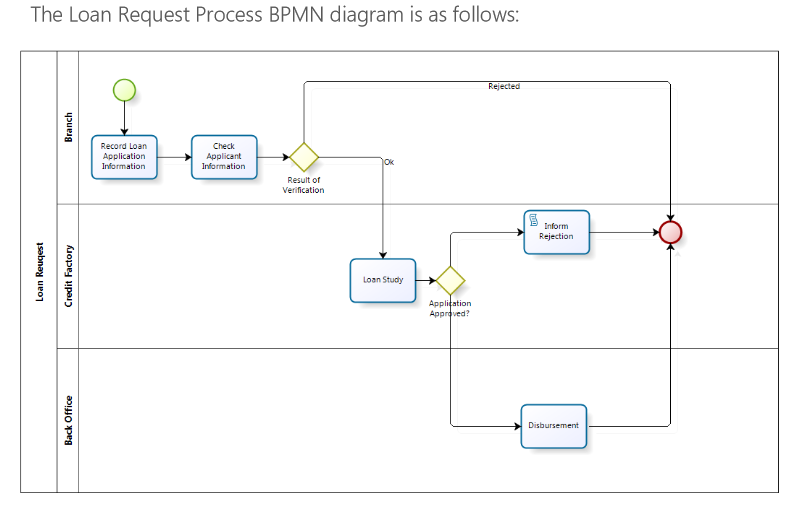 The Loan Request Process BPMN diagram is as follows:
Loan Reuqest
Branch
Record Loan
Application
Information
Check
Applicant
Information
Result of
Verification
Rejected
Ok
Credit Factory
Loan Study
Application
Approved?
Inform
Rejection
Back Office
Disbursement